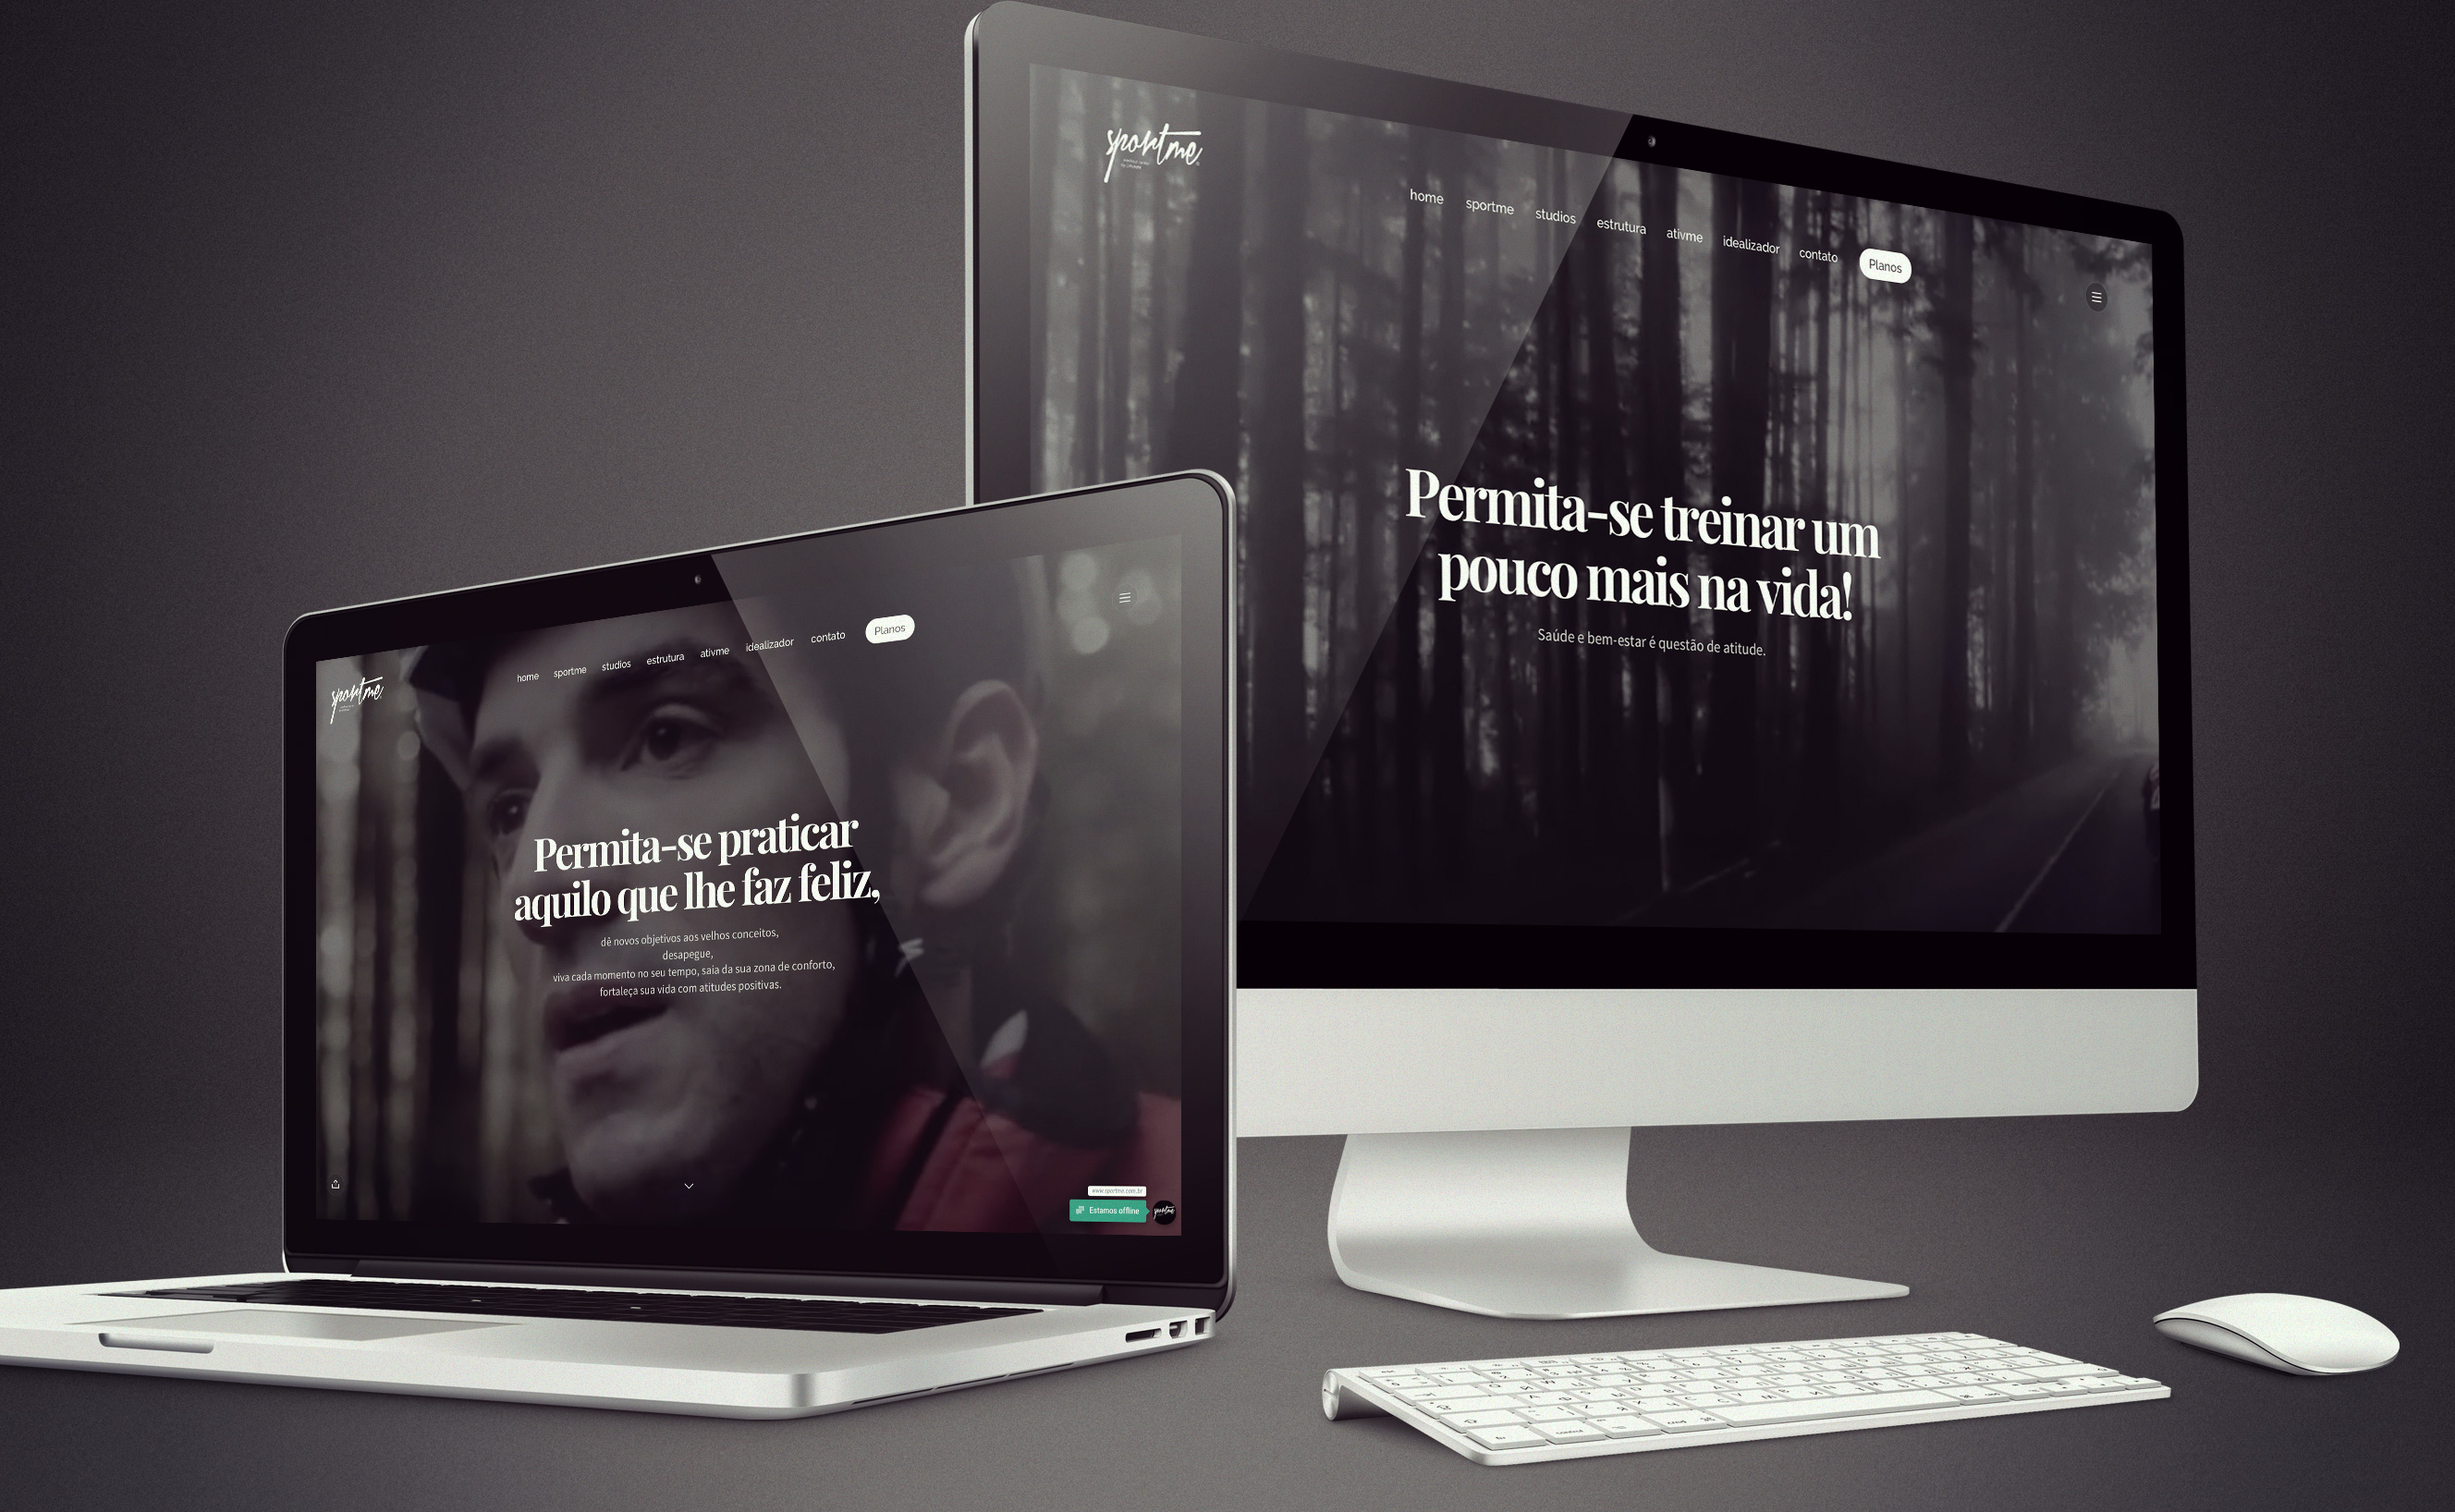 sportme
home sportme studios estrutura ativme idealizador contato Planos
Permita-se treinar um
pouco mais na vida!
Saúde e bem-estar é questão de atitude.
sportme
home sportme studios estrutura ativme idealizador contato Planos
Permita-se praticar
aquilo que lhe faz feliz,
dê novos objetivos aos velhos conceitos,
desapegue,
viva cada momento no seu tempo, saia da sua zona de conforto,
fortaleça sua vida com atitudes positivas.
www.sportme.com.br
Estamos offline
sportme